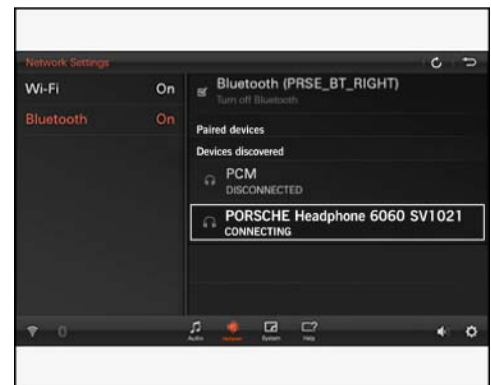 Network Settings
Wi-Fi On
Bluetooth On
Bluetooth (PRSE_BT_RIGHT)
Turn off Bluetooth
Paired devices
Devices discovered
PCM
DISCONNECTED
PORSCHE Headphone 6060 SV1021
CONNECTING
Audio Network System Help